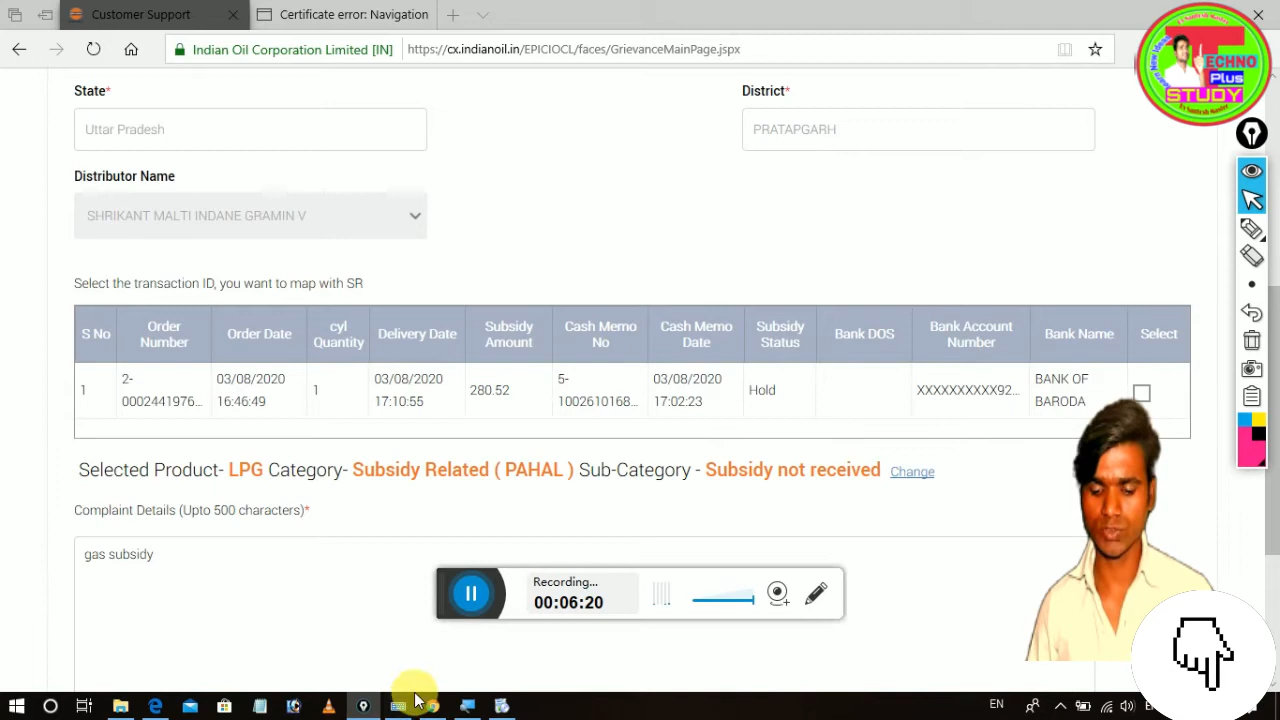 Customer Support
Certificate error: Navigation
Indian Oil Corporation Limited [IN]
https://cx.indianoil.in/EPICIOCL/faces/GrievanceMainPage.jspx
By Santosh Master
Learn New Ideas
TECHNO
Plus
STUDY
State*
District*
Uttar Pradesh
PRATAPGARH
Distributor Name
SHRIKANT MALTI INDANE GRAMIN V
Select the transaction ID, you want to map with SR
S No Order Number Order Date cyl Quantity Delivery Date Subsidy Amount Cash Memo No Cash Memo Date Subsidy Status Bank DOS Bank Account Number Bank Name Select
1 2-0002441976... 03/08/2020 16:46:49 1 03/08/2020 17:10:55 280.52 5-1002610168... 03/08/2020 17:02:23 Hold XXXXXXXXXX92... BANK OF BARODA
Selected Product- LPG Category- Subsidy Related ( PAHAL ) Sub-Category - Subsidy not received Change
Complaint Details (Upto 500 characters)*
gas subsidy
Recording...
00:06:20
EN